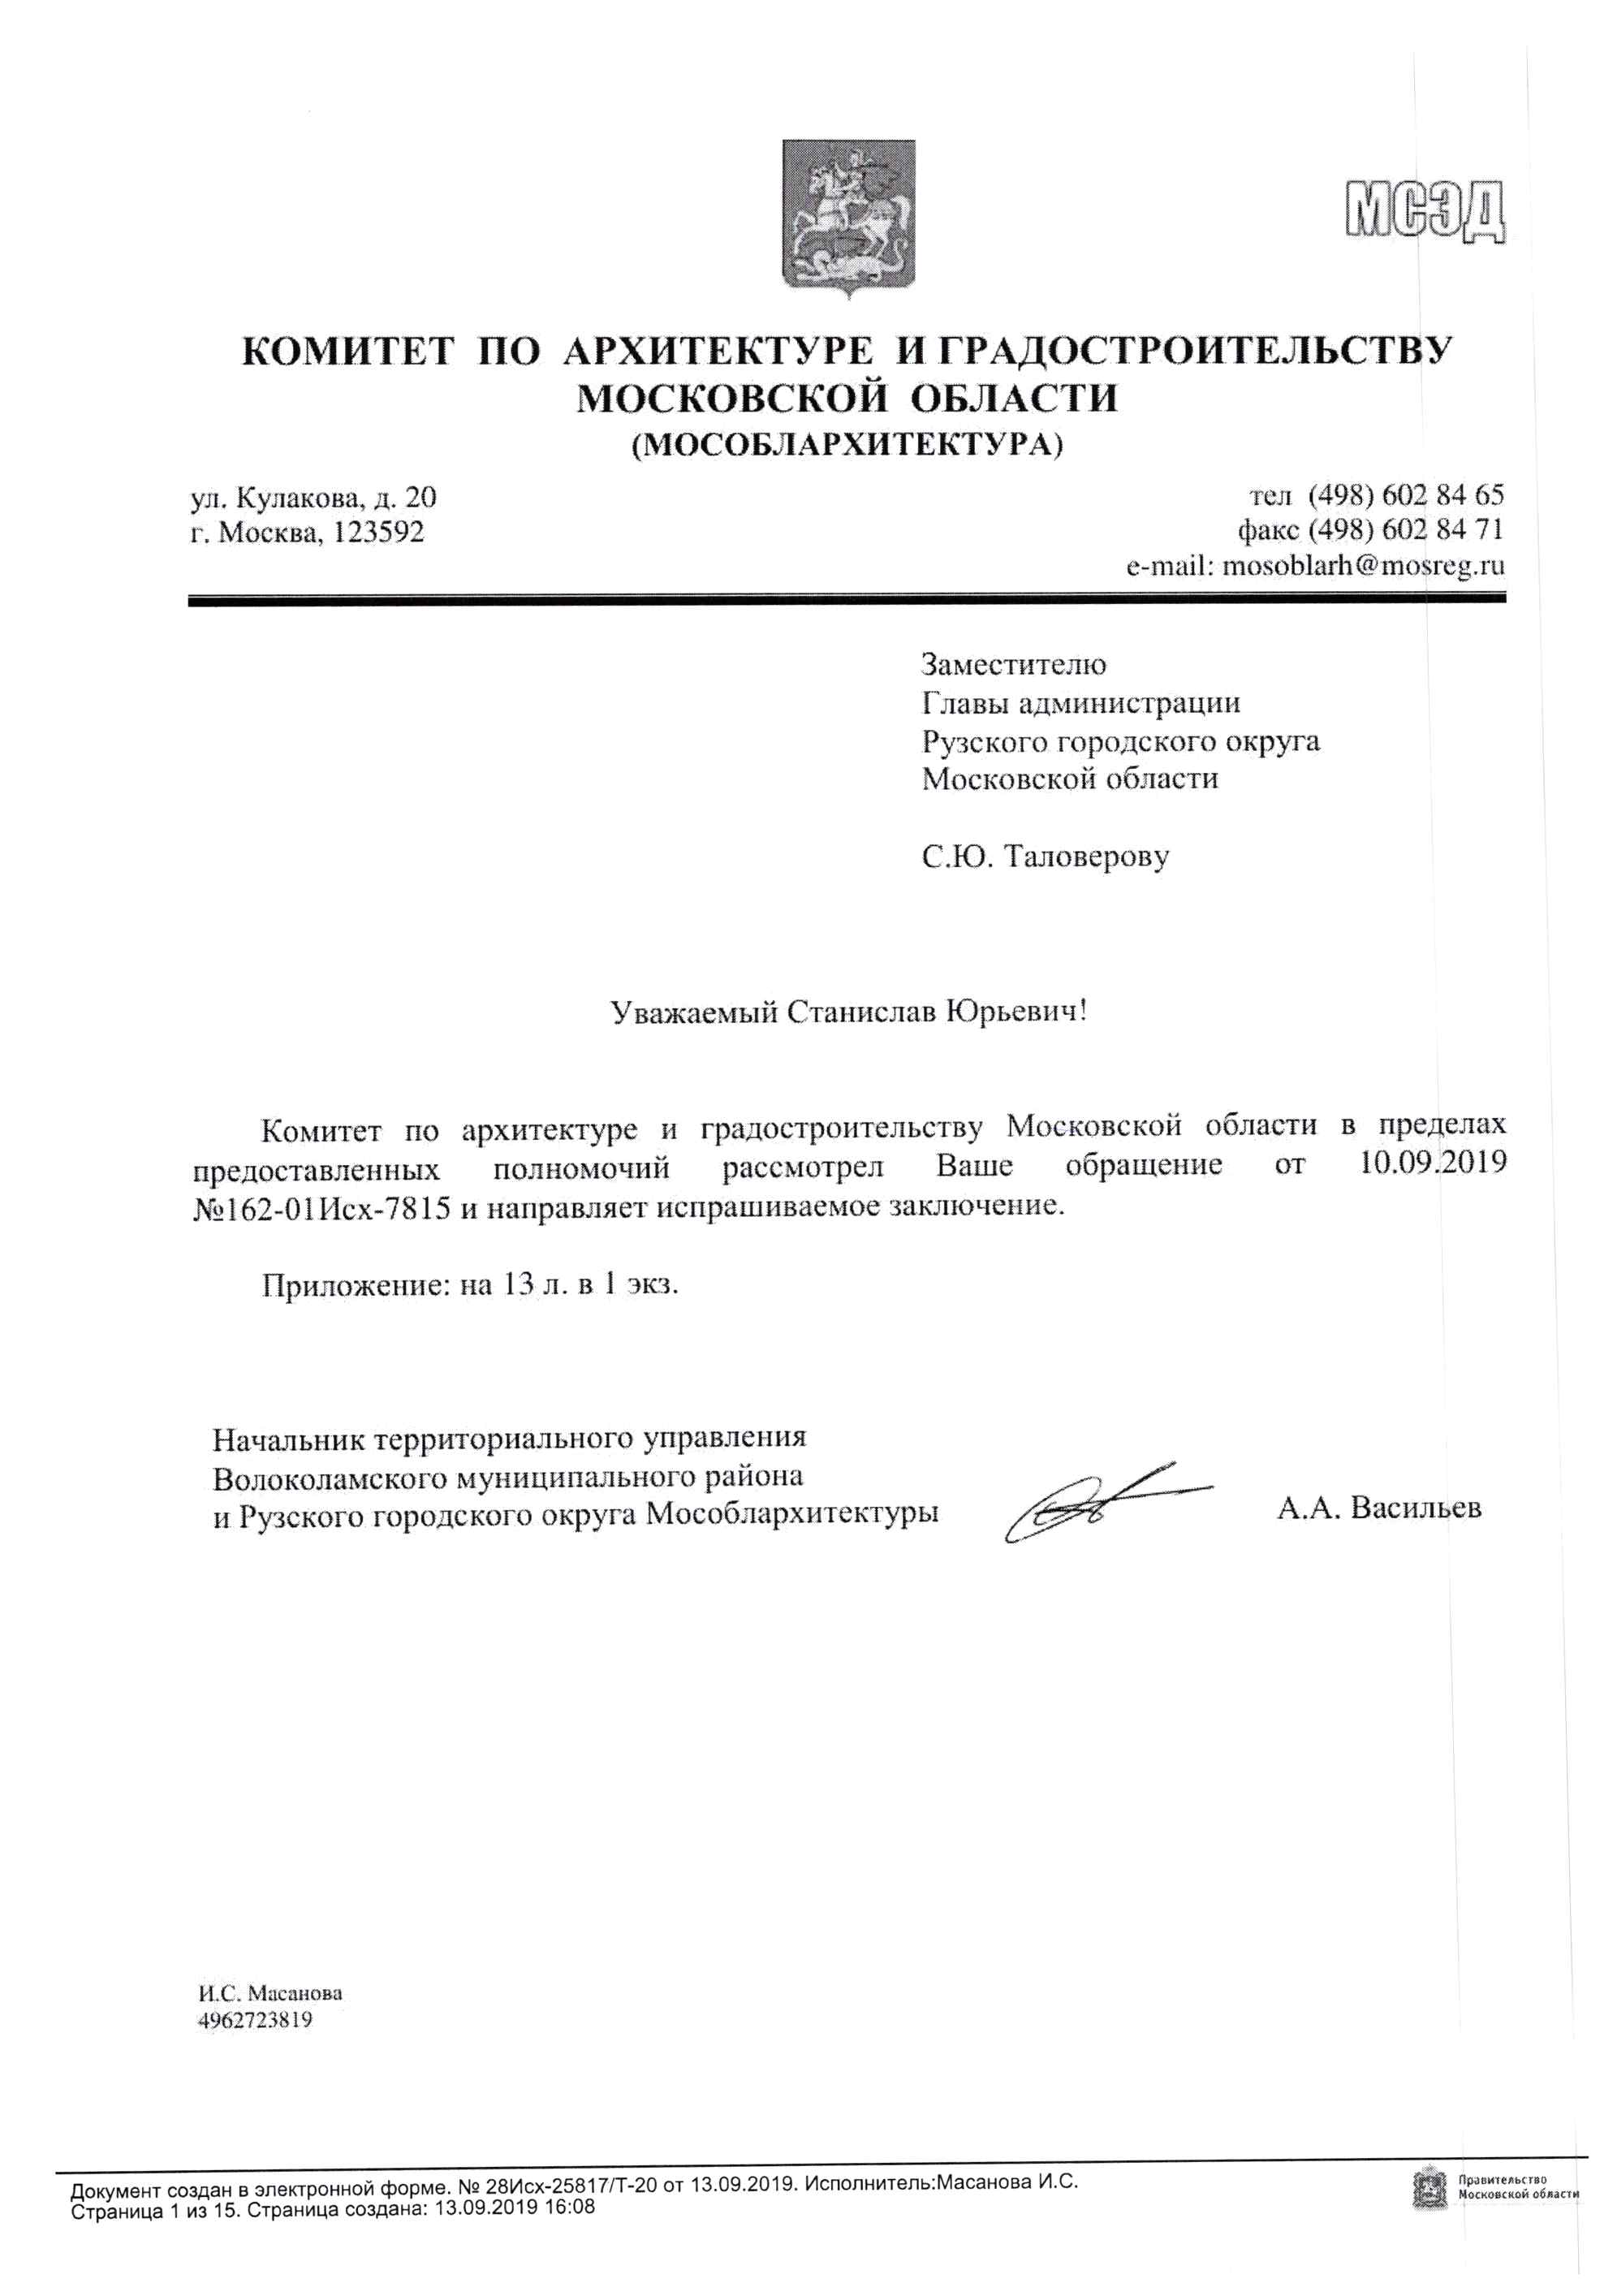 МСЭД
КОМИТЕТ ПО АРХИТЕКТУРЕ И ГРАДОСТРОИТЕЛЬСТВУ
МОСКОВСКОЙ ОБЛАСТИ
(МОСОБЛАРХИТЕКТУРА)
ул. Кулакова, д. 20
г. Москва, 123592
тел (498) 602 84 65
факс (498) 602 84 71
e-mail: mosoblarh@mosreg.ru
Заместителю
Главы администрации
Рузского городского округа
Московской области
С.Ю. Таловерову
Уважаемый Станислав Юрьевич!
Комитет по архитектуре и градостроительству Московской области в пределах
предоставленных полномочий рассмотрел Ваше обращение от 10.09.2019
№162-01Исх-7815 и направляет испрашиваемое заключение.
Приложение: на 13 л. в 1 экз.
Начальник территориального управления
Волоколамского муниципального района
и Рузского городского округа Мособлархитектуры
А.А. Васильев
И.С. Масанова
4962723819
Документ создан в электронной форме. № 28Исх-25817/Т-20 от 13.09.2019. Исполнитель:Масанова И.С.
Страница 1 из 15. Страница создана: 13.09.2019 16:08
Правительство
Московской области